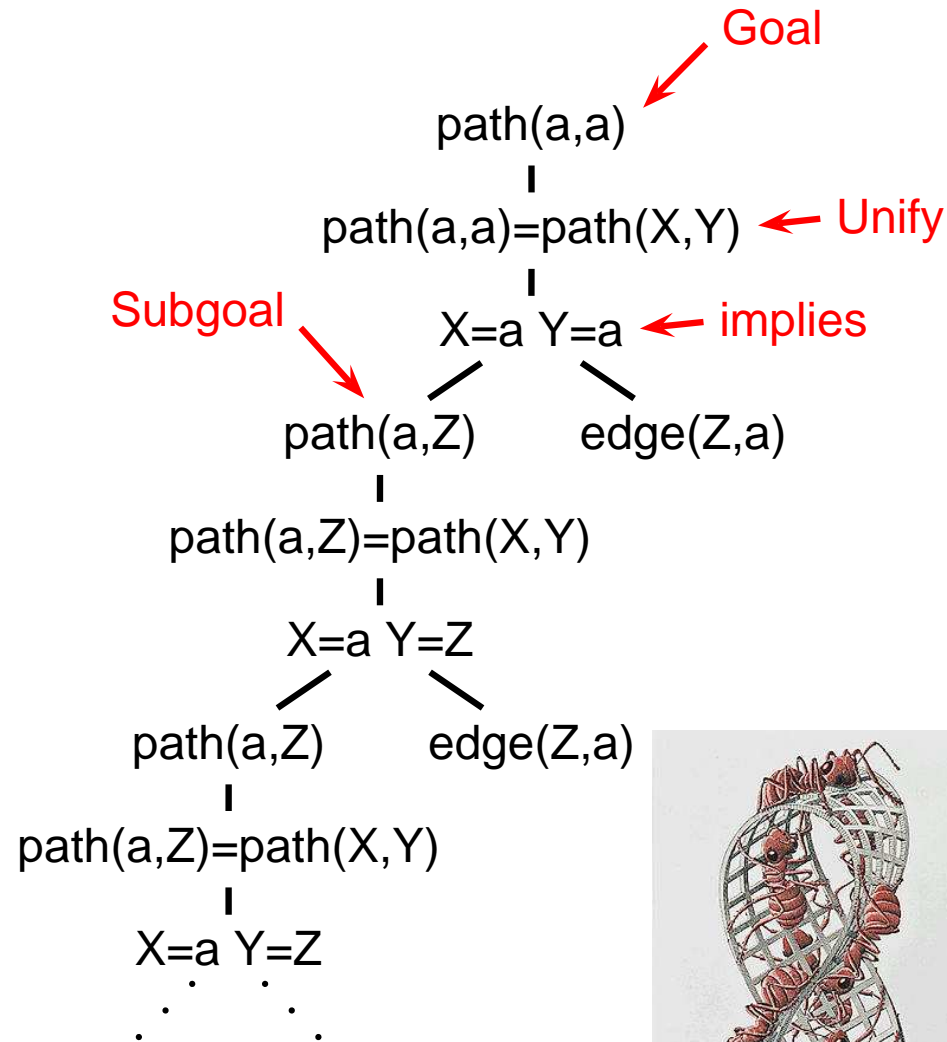 Goal
path(a,a)
path(a,a)=path(X,Y) Unify
Subgoal
X=a Y=a implies
path(a,Z) edge(Z,a)
path(a,Z)=path(X,Y)
X=a Y=Z
path(a,Z) edge(Z,a)
path(a,Z)=path(X,Y)
X=a Y=Z